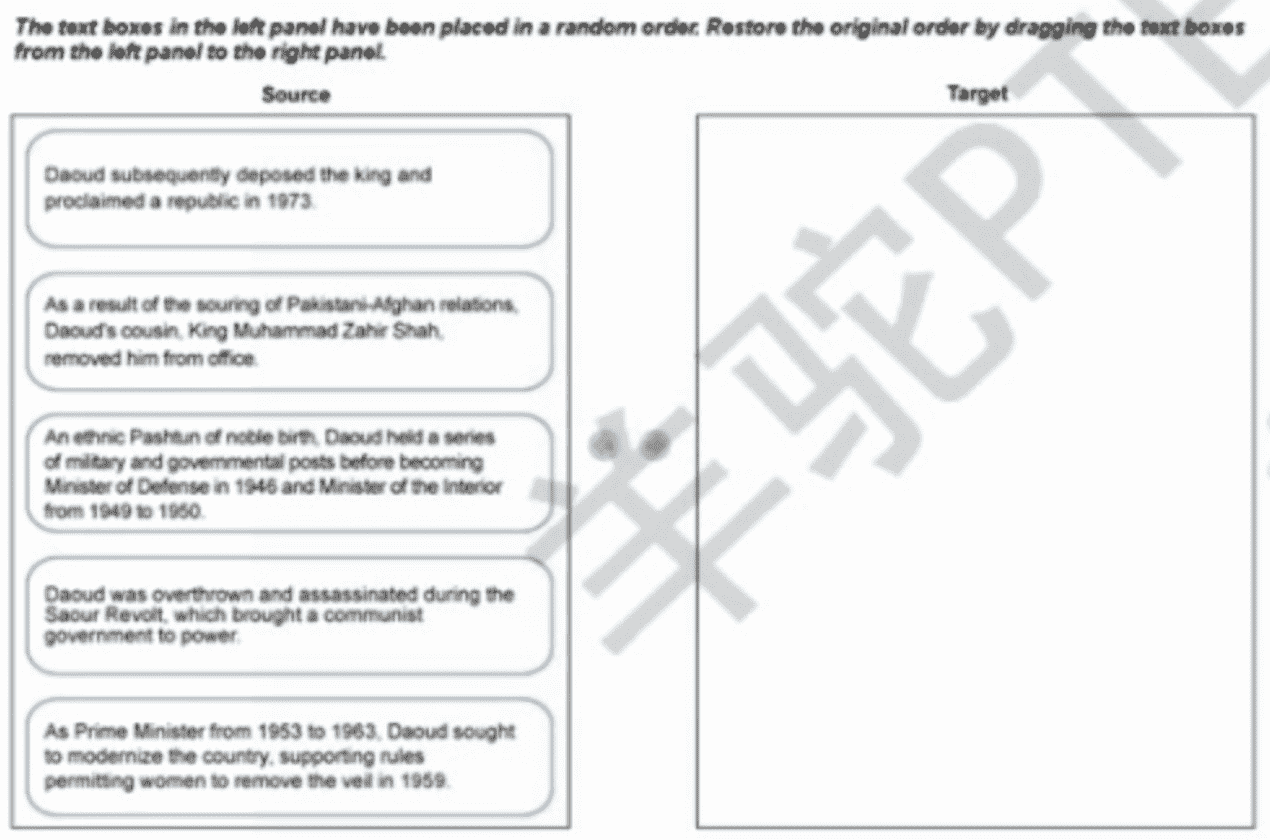 The text boxes in the left panel have been placed in a random order. Restore the original order by dragging the text boxes
from the left panel to the right panel.
Source
Target
Daoud subsequently deposed the king and
proclaimed a republic in 1973.
As a result of the souring of Pakistani-Afghan relations,
Daoud's cousin, King Muhammad Zahir Shah,
removed him from office.
An ethnic Pashtun of noble birth, Daoud held a series
of military and governmental posts before becoming
Minister of Defense in 1946 and Minister of the Interior
from 1949 to 1950.
Daoud was overthrown and assassinated during the
Saour Revolt, which brought a communist
government to power.
As Prime Minister from 1953 to 1963, Daoud sought
to modernize the country, supporting rules
permitting women to remove the veil in 1959.
羊驼PTE